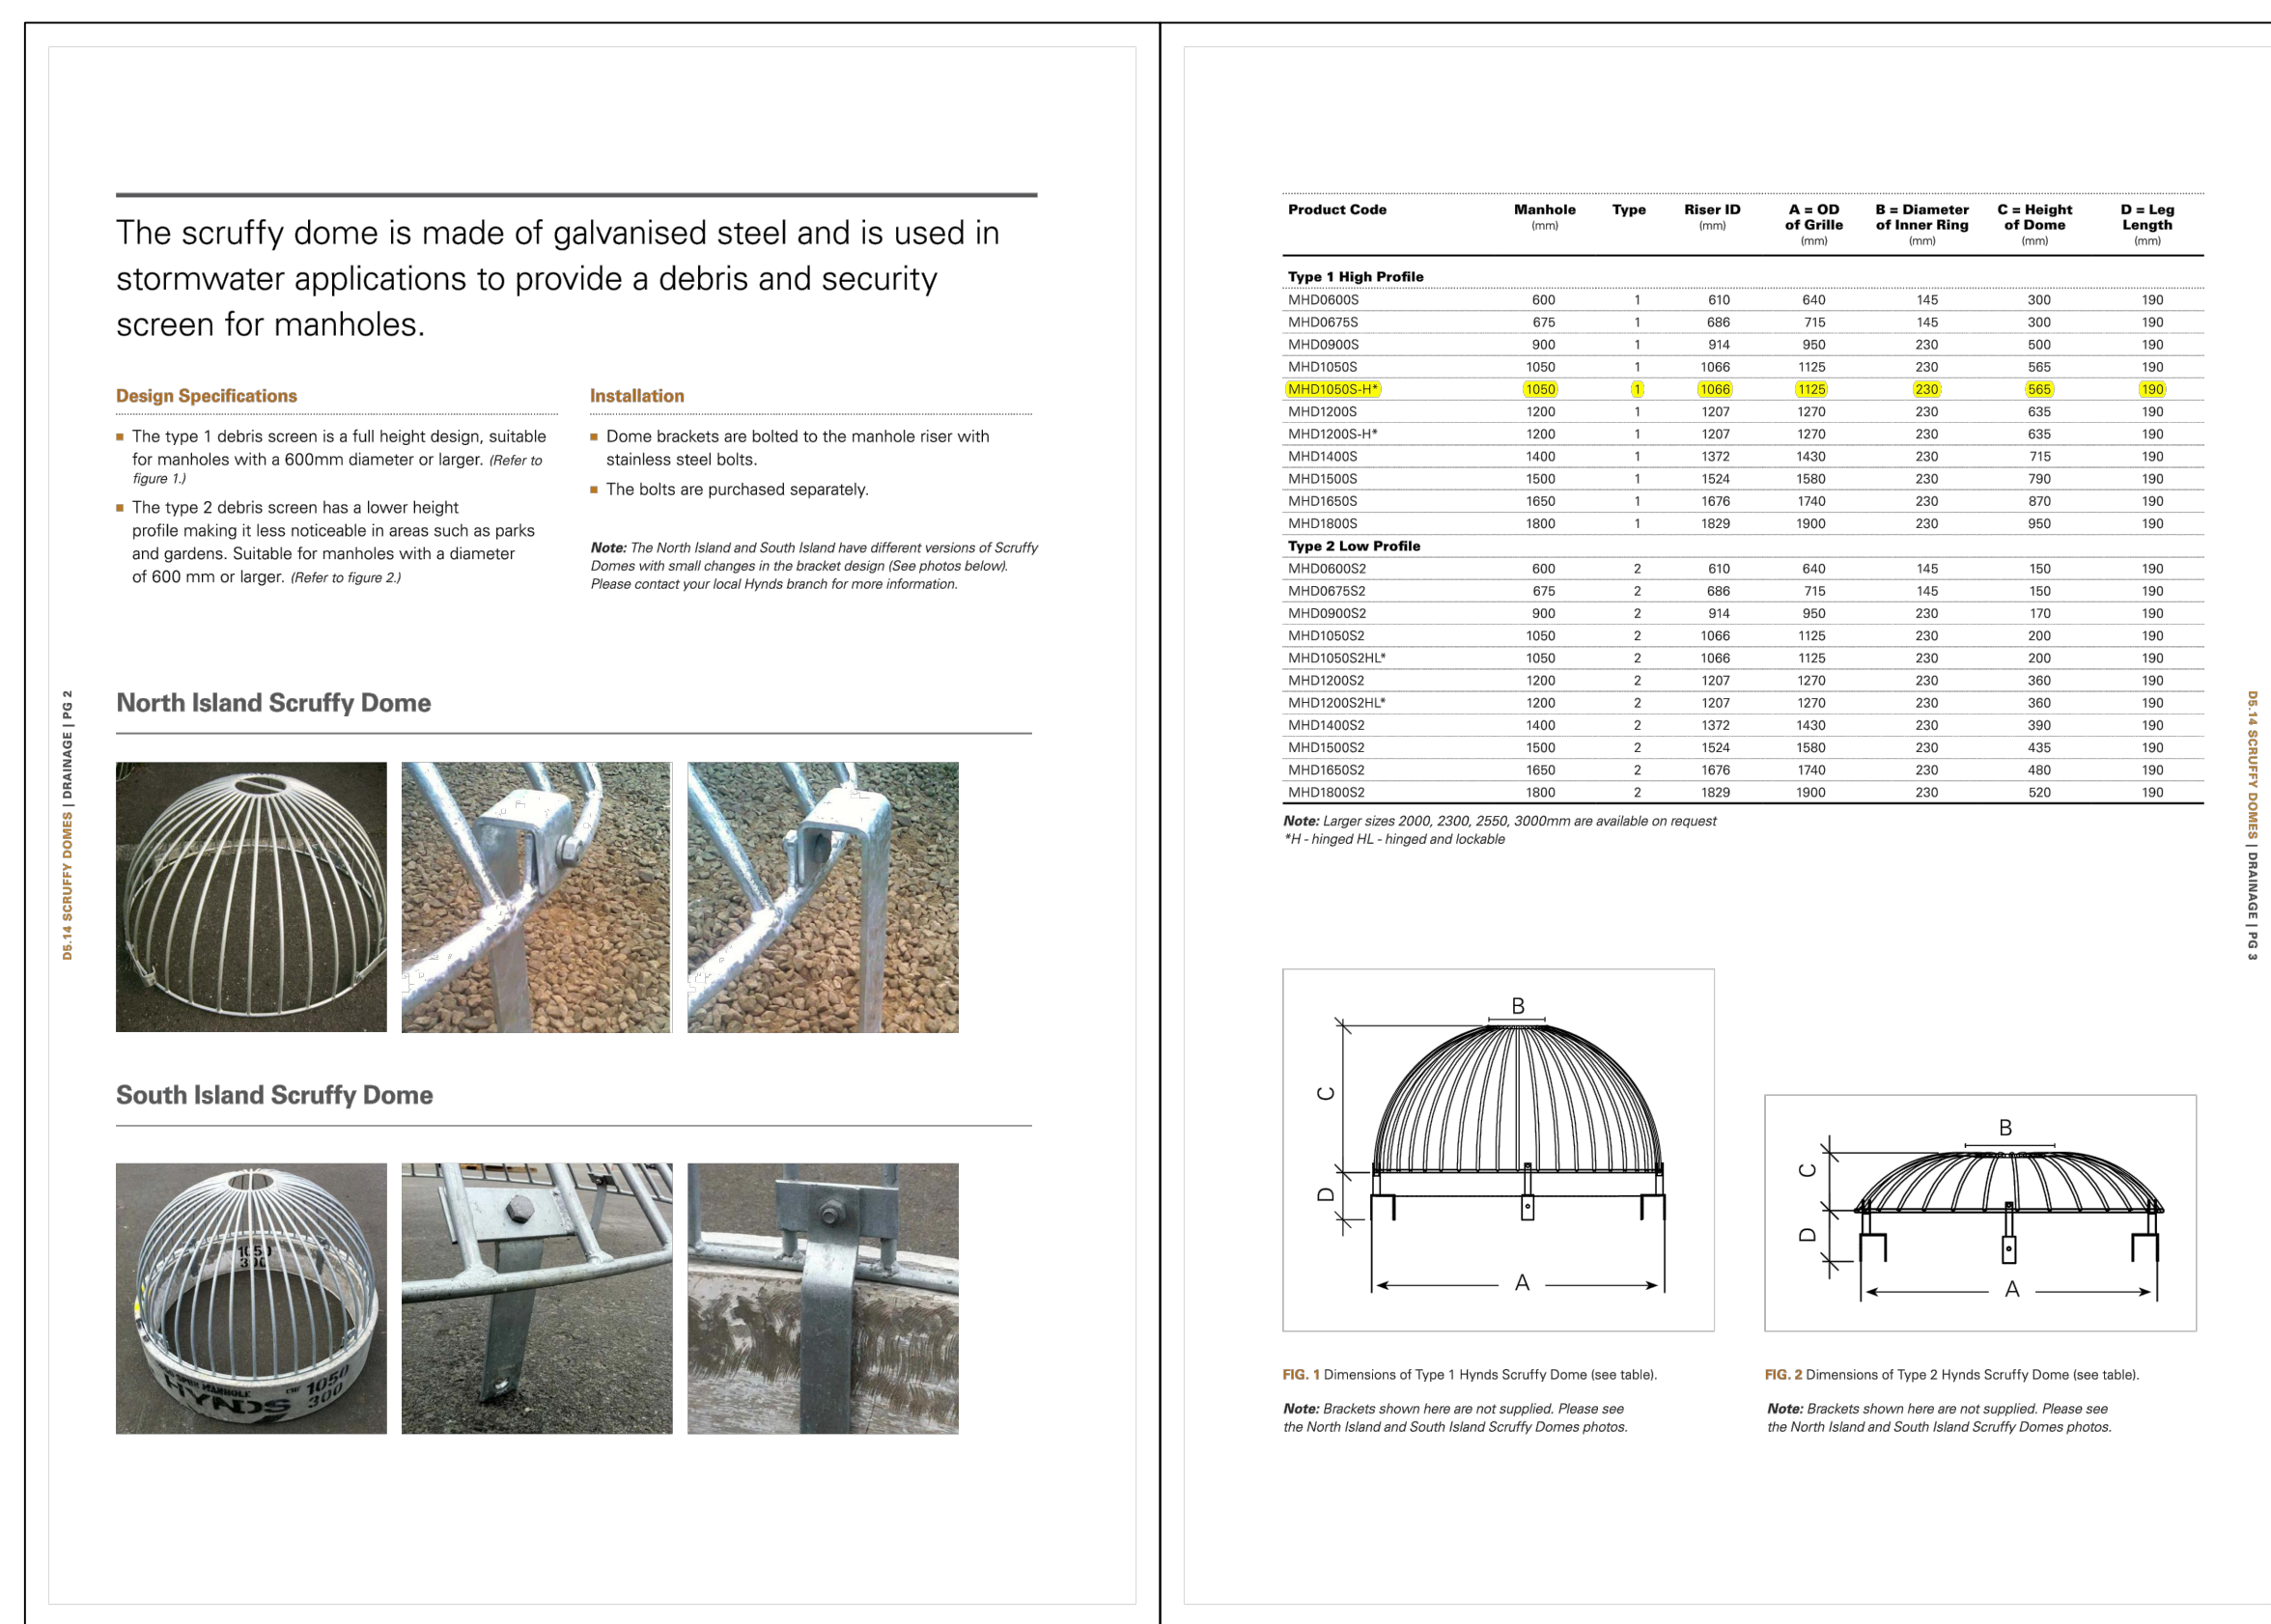 The scruffy dome is made of galvanised steel and is used in
stormwater applications to provide a debris and security
screen for manholes.
Design Specifications
The type 1 debris screen is a full height design, suitable
for manholes with a 600mm diameter or larger. (Refer to
figure 1.)
The type 2 debris screen has a lower height
profile making it less noticeable in areas such as parks
and gardens. Suitable for manholes with a diameter
of 600 mm or larger. (Refer to figure 2.)
Installation
Dome brackets are bolted to the manhole riser with
stainless steel bolts.
The bolts are purchased separately.
Note: The North Island and South Island have different versions of Scruffy
Domes with small changes in the bracket design (See photos below).
Please contact your local Hynds branch for more information.
D5.14 SCRUFFY DOMES | DRAINAGE | PG 2
North Island Scruffy Dome
South Island Scruffy Dome
1050
300
HYNDS
1050
300
Product Code Manhole (mm) Type Riser ID (mm) A = OD of Grille (mm) B = Diameter of Inner Ring (mm) C = Height of Dome (mm) D = Leg Length (mm)
Type 1 High Profile
MHD0600S 600 1 610 640 145 300 190
MHD0675S 675 1 686 715 145 300 190
MHD0900S 900 1 914 950 230 500 190
MHD1050S 1050 1 1066 1125 230 565 190
MHD1050S-H* 1050 1 1066 1125 230 565 190
MHD1200S 1200 1 1207 1270 230 635 190
MHD1200S-H* 1200 1 1207 1270 230 635 190
MHD1400S 1400 1 1372 1430 230 715 190
MHD1500S 1500 1 1524 1580 230 790 190
MHD1650S 1650 1 1676 1740 230 870 190
MHD1800S 1800 1 1829 1900 230 950 190
Type 2 Low Profile
MHD0600S2 600 2 610 640 145 150 190
MHD0675S2 675 2 686 715 145 150 190
MHD0900S2 900 2 914 950 230 170 190
MHD1050S2 1050 2 1066 1125 230 200 190
MHD1050S2HL* 1050 2 1066 1125 230 200 190
MHD1200S2 1200 2 1207 1270 230 360 190
MHD1200S2HL* 1200 2 1207 1270 230 360 190
MHD1400S2 1400 2 1372 1430 230 390 190
MHD1500S2 1500 2 1524 1580 230 435 190
MHD1650S2 1650 2 1676 1740 230 480 190
MHD1800S2 1800 2 1829 1900 230 520 190
Note: Larger sizes 2000, 2300, 2550, 3000mm are available on request
*H - hinged HL - hinged and lockable
B
C
D
A
B
C
D
A
FIG. 1 Dimensions of Type 1 Hynds Scruffy Dome (see table).
Note: Brackets shown here are not supplied. Please see
the North Island and South Island Scruffy Domes photos.
FIG. 2 Dimensions of Type 2 Hynds Scruffy Dome (see table).
Note: Brackets shown here are not supplied. Please see
the North Island and South Island Scruffy Domes photos.
D5.14 SCRUFFY DOMES | DRAINAGE | PG 3